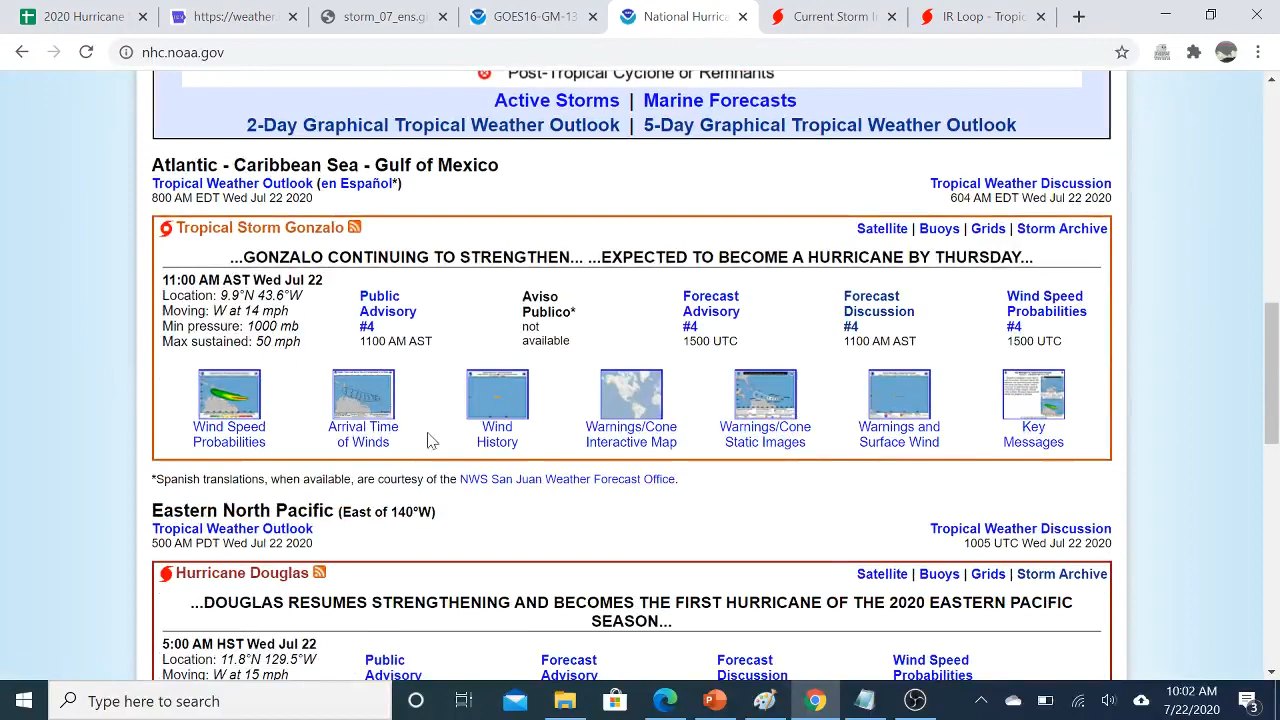 2020 Hurricane
https://weather.
storm_07_ens.gi
GOES16-GM-13
National Hurrica
Current Storm I
IR Loop - Tropic
nhc.noaa.gov
Post-Tropical Cyclone or Remnants
Active Storms | Marine Forecasts
2-Day Graphical Tropical Weather Outlook | 5-Day Graphical Tropical Weather Outlook
Atlantic - Caribbean Sea - Gulf of Mexico
Tropical Weather Outlook (en Español*)
Tropical Weather Discussion
800 AM EDT Wed Jul 22 2020
604 AM EDT Wed Jul 22 2020
Tropical Storm Gonzalo
Satellite | Buoys | Grids | Storm Archive
...GONZALO CONTINUING TO STRENGTHEN... ...EXPECTED TO BECOME A HURRICANE BY THURSDAY...
11:00 AM AST Wed Jul 22
Location: 9.9°N 43.6°W
Moving: W at 14 mph
Min pressure: 1000 mb
Max sustained: 50 mph
Public
Advisory
#4
1100 AM AST
Aviso
Publico*
not
available
Forecast
Advisory
#4
1500 UTC
Forecast
Discussion
#4
1100 AM AST
Wind Speed
Probabilities
#4
1500 UTC
Wind Speed
Probabilities
Arrival Time
of Winds
Wind
History
Warnings/Cone
Interactive Map
Warnings/Cone
Static Images
Warnings and
Surface Wind
Key
Messages
*Spanish translations, when available, are courtesy of the NWS San Juan Weather Forecast Office.
Eastern North Pacific (East of 140°W)
Tropical Weather Outlook
Tropical Weather Discussion
500 AM PDT Wed Jul 22 2020
1005 UTC Wed Jul 22 2020
Hurricane Douglas
Satellite | Buoys | Grids | Storm Archive
...DOUGLAS RESUMES STRENGTHENING AND BECOMES THE FIRST HURRICANE OF THE 2020 EASTERN PACIFIC
SEASON...
5:00 AM HST Wed Jul 22
Location: 11.8°N 129.5°W
Moving: W at 15 mph
Public
Advisory
Forecast
Advisory
Forecast
Discussion
Wind Speed
Probabilities
Type here to search
10:02 AM
7/22/2020
3